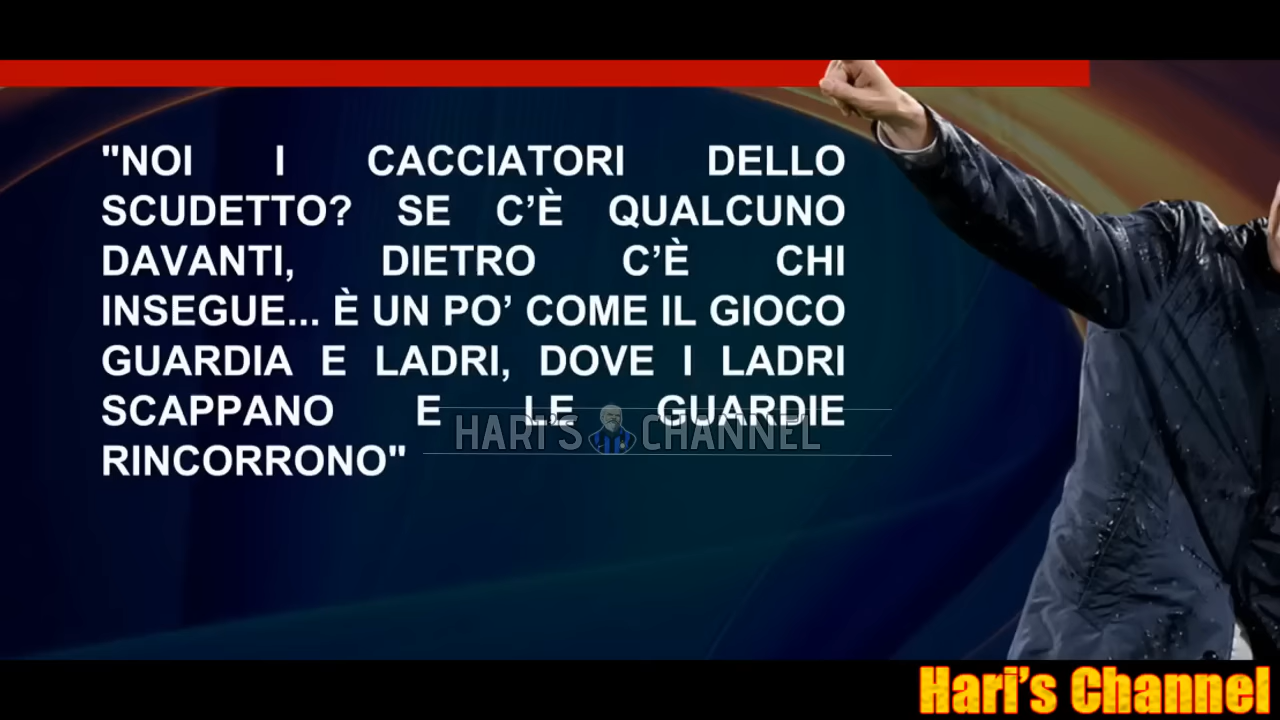 "NOI I CACCIATORI DELLO
SCUDETTO? SE C’È QUALCUNO
DAVANTI, DIETRO C’È CHI
INSEGUE... È UN PO’ COME IL GIOCO
GUARDIA E LADRI, DOVE I LADRI
SCAPPANO E LE GUARDIE
RINCORRONO"
HARI'S CHANNEL
Hari’s Channel